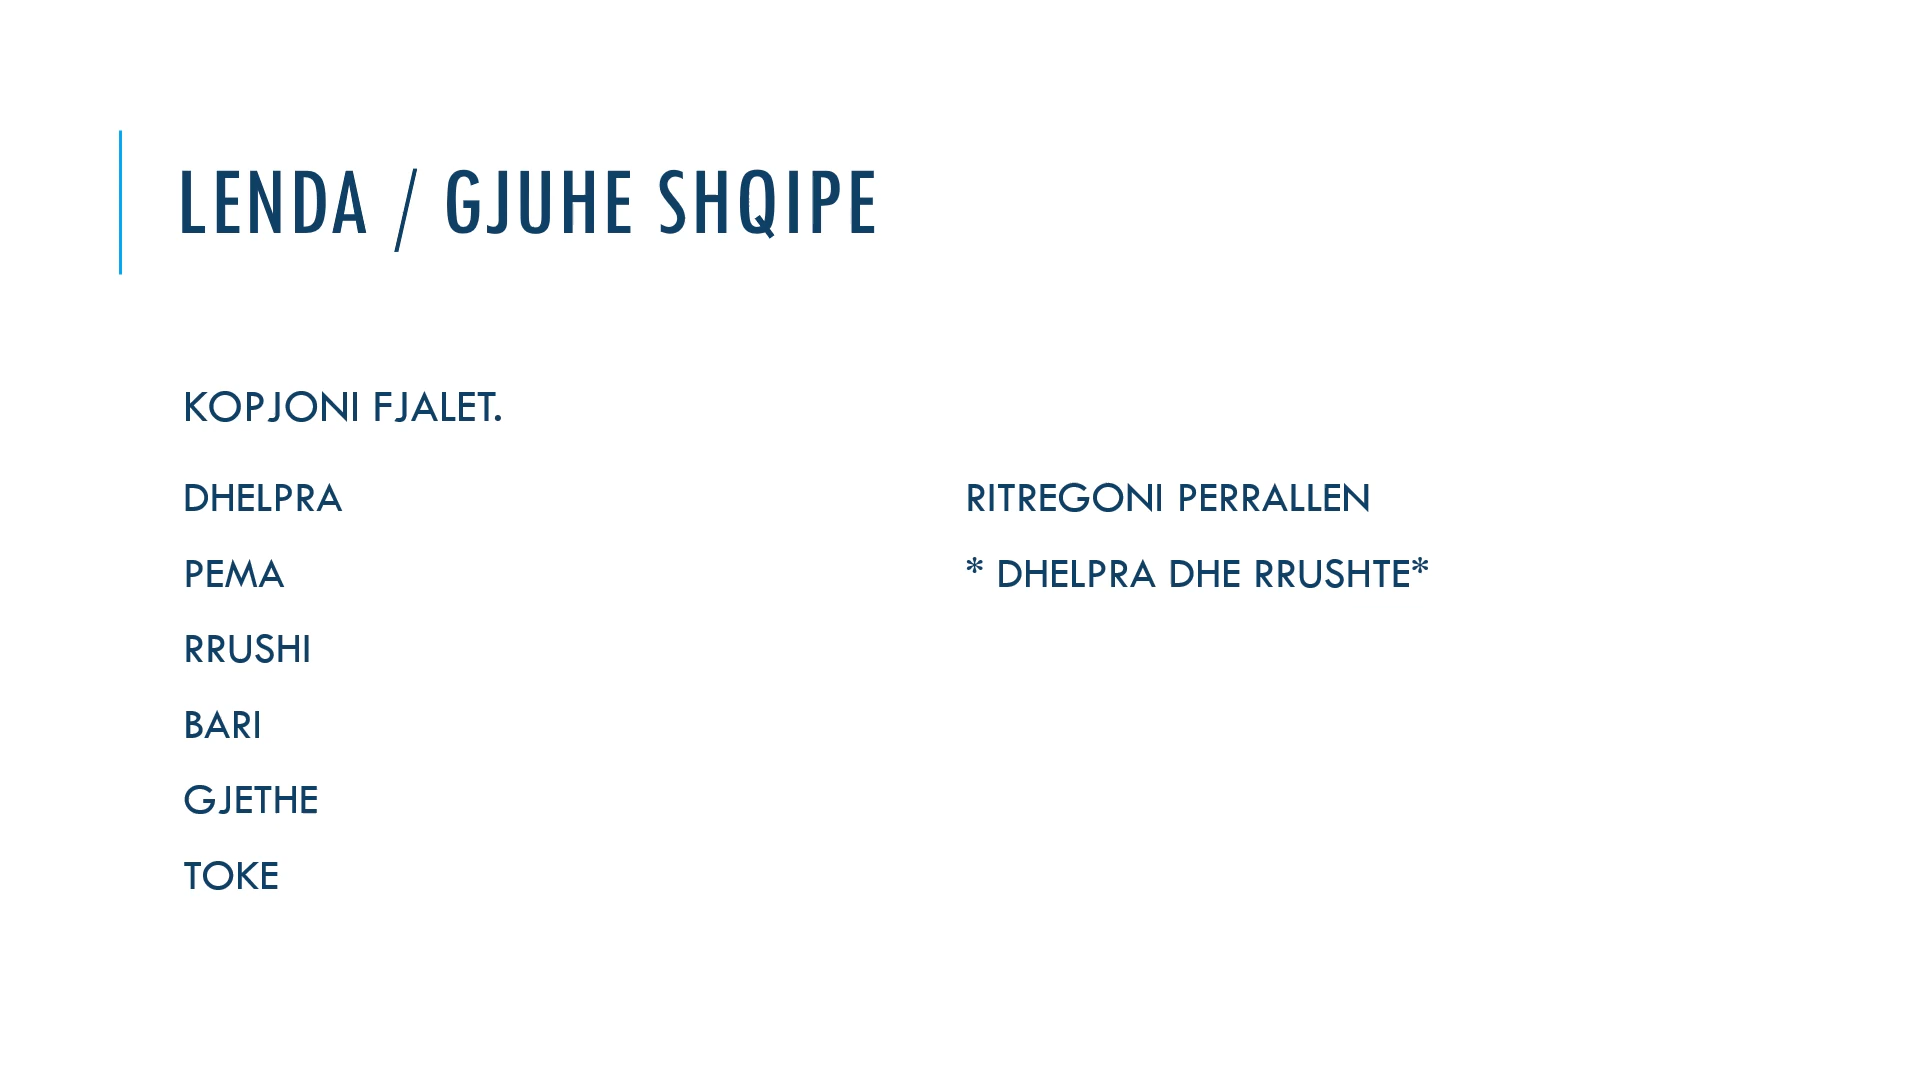 LENDA / GJUHE SHQIPE
KOPJONI FJALET.
DHELPRA
PEMA
RRUSHI
BARI
GJETHE
TOKE
RITREGONI PERRALLEN
* DHELPRA DHE RRUSHTE*